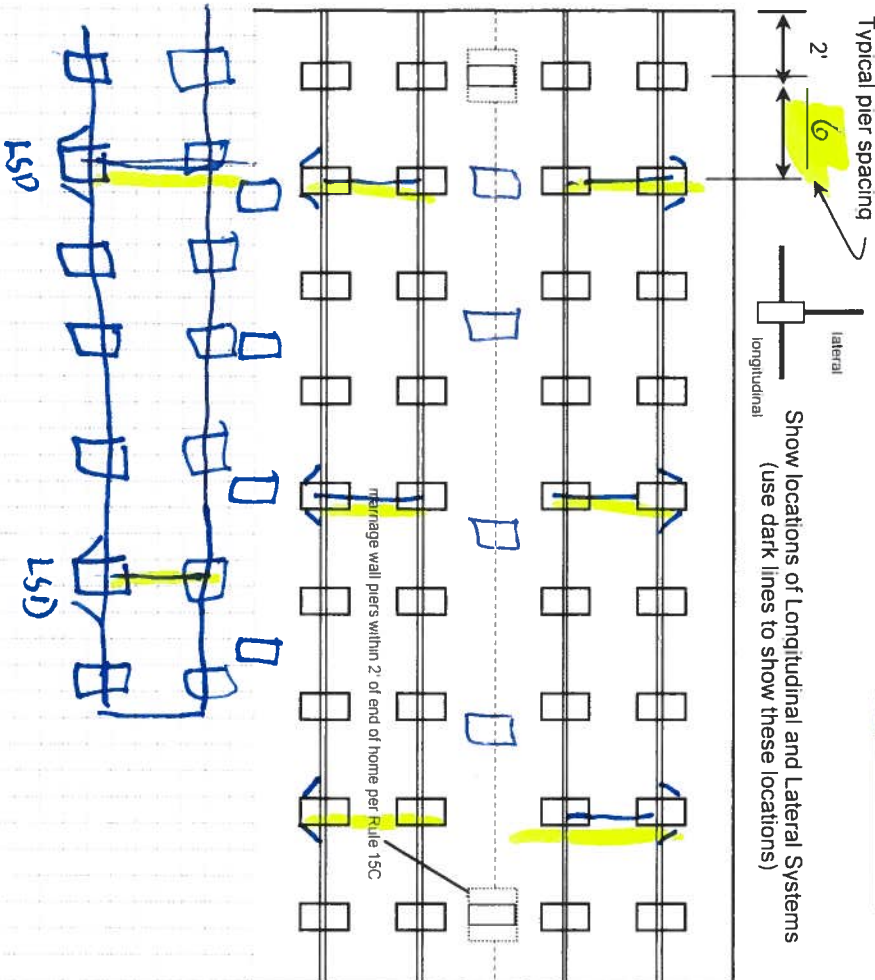 Typical pier spacing
2'
6
lateral
longitudinal
Show locations of Longitudinal and Lateral Systems
(use dark lines to show these locations)
marriage wall piers within 2' of end of home per Rule 15C
LSD
LSD